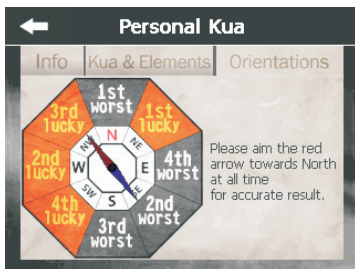 Personal Kua
Info
Kua & Elements
Orientations
1st
worst
1st
lucky
4th
worst
2nd
worst
3rd
worst
4th
lucky
2nd
lucky
3rd
lucky
N
NE
E
SE
S
SW
W
NW
Please aim the red
arrow towards North
at all time
for accurate result.